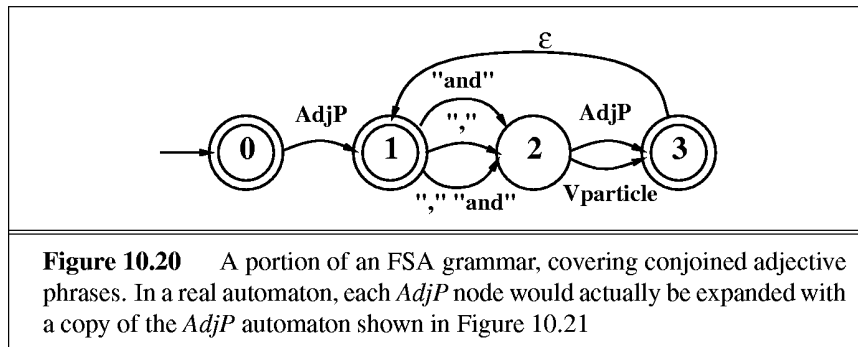 ε
"and"
AdjP
","
AdjP
0
1
2
3
"," "and"
Vparticle
Figure 10.20 A portion of an FSA grammar, covering conjoined adjective
phrases. In a real automaton, each AdjP node would actually be expanded with
a copy of the AdjP automaton shown in Figure 10.21